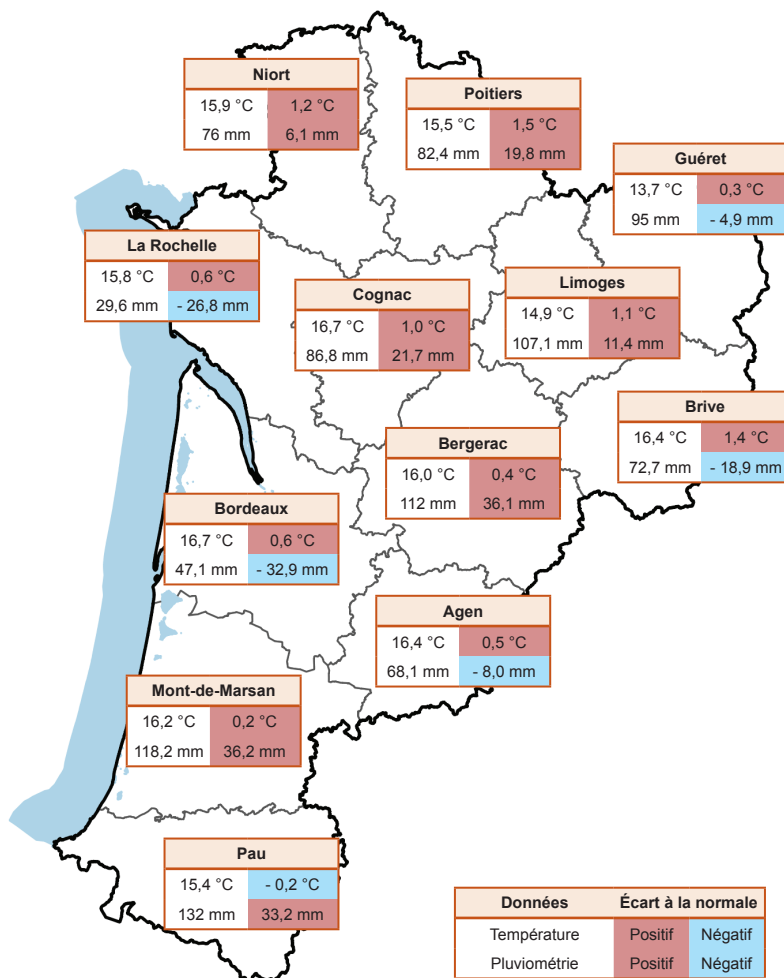 Niort
15,9 °C 1,2 °C
76 mm 6,1 mm
Poitiers
15,5 °C 1,5 °C
82,4 mm 19,8 mm
Guéret
13,7 °C 0,3 °C
95 mm - 4,9 mm
La Rochelle
15,8 °C 0,6 °C
29,6 mm - 26,8 mm
Cognac
16,7 °C 1,0 °C
86,8 mm 21,7 mm
Limoges
14,9 °C 1,1 °C
107,1 mm 11,4 mm
Brive
16,4 °C 1,4 °C
72,7 mm - 18,9 mm
Bergerac
16,0 °C 0,4 °C
112 mm 36,1 mm
Bordeaux
16,7 °C 0,6 °C
47,1 mm - 32,9 mm
Agen
16,4 °C 0,5 °C
68,1 mm - 8,0 mm
Mont-de-Marsan
16,2 °C 0,2 °C
118,2 mm 36,2 mm
Pau
15,4 °C - 0,2 °C
132 mm 33,2 mm
Données Écart à la normale
Température Positif Négatif
Pluviométrie Positif Négatif